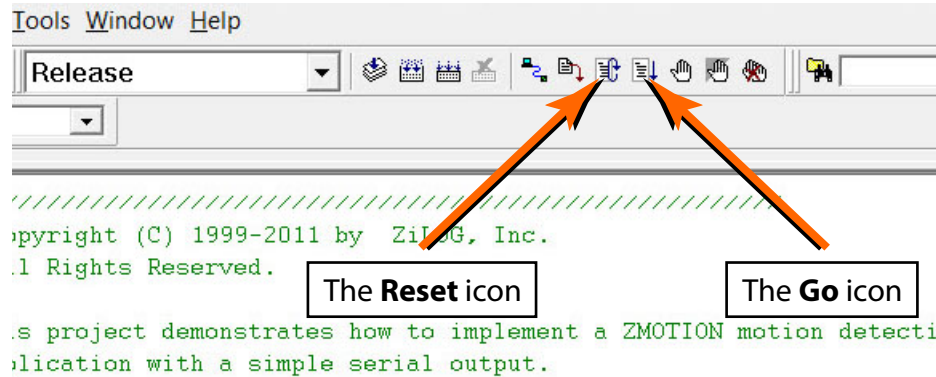 Tools Window Help
Release
////////////////////////////////////////////////////////////
opyright (C) 1999-2011 by ZiLOG, Inc.
ll Rights Reserved.
The Reset icon
The Go icon
s project demonstrates how to implement a ZMOTION motion detecti
lication with a simple serial output.